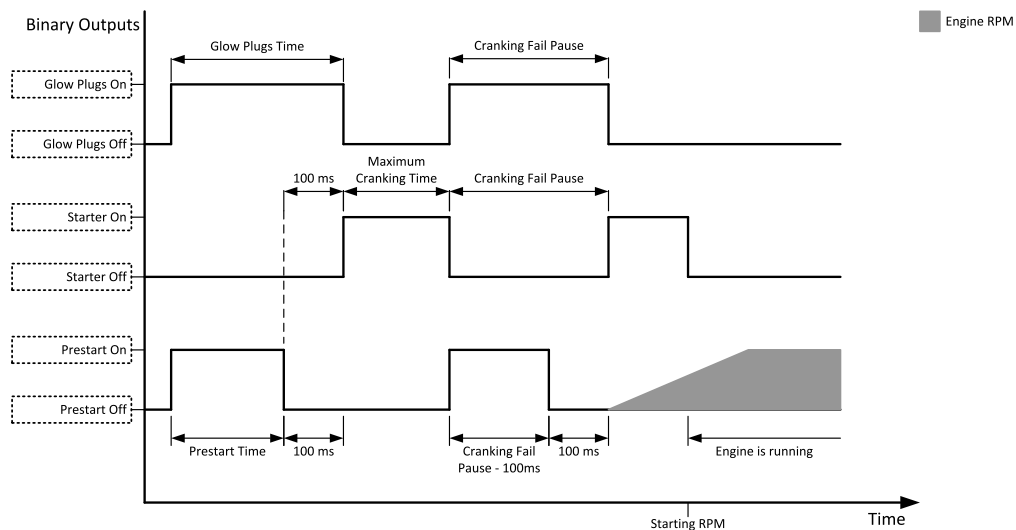 Binary Outputs
Engine RPM
Glow Plugs Time
Cranking Fail Pause
Glow Plugs On
Glow Plugs Off
100 ms
Maximum
Cranking Time
Cranking Fail Pause
Starter On
Starter Off
Prestart On
Prestart Off
Prestart Time
100 ms
Cranking Fail
Pause - 100ms
100 ms
Engine is running
Starting RPM
Time